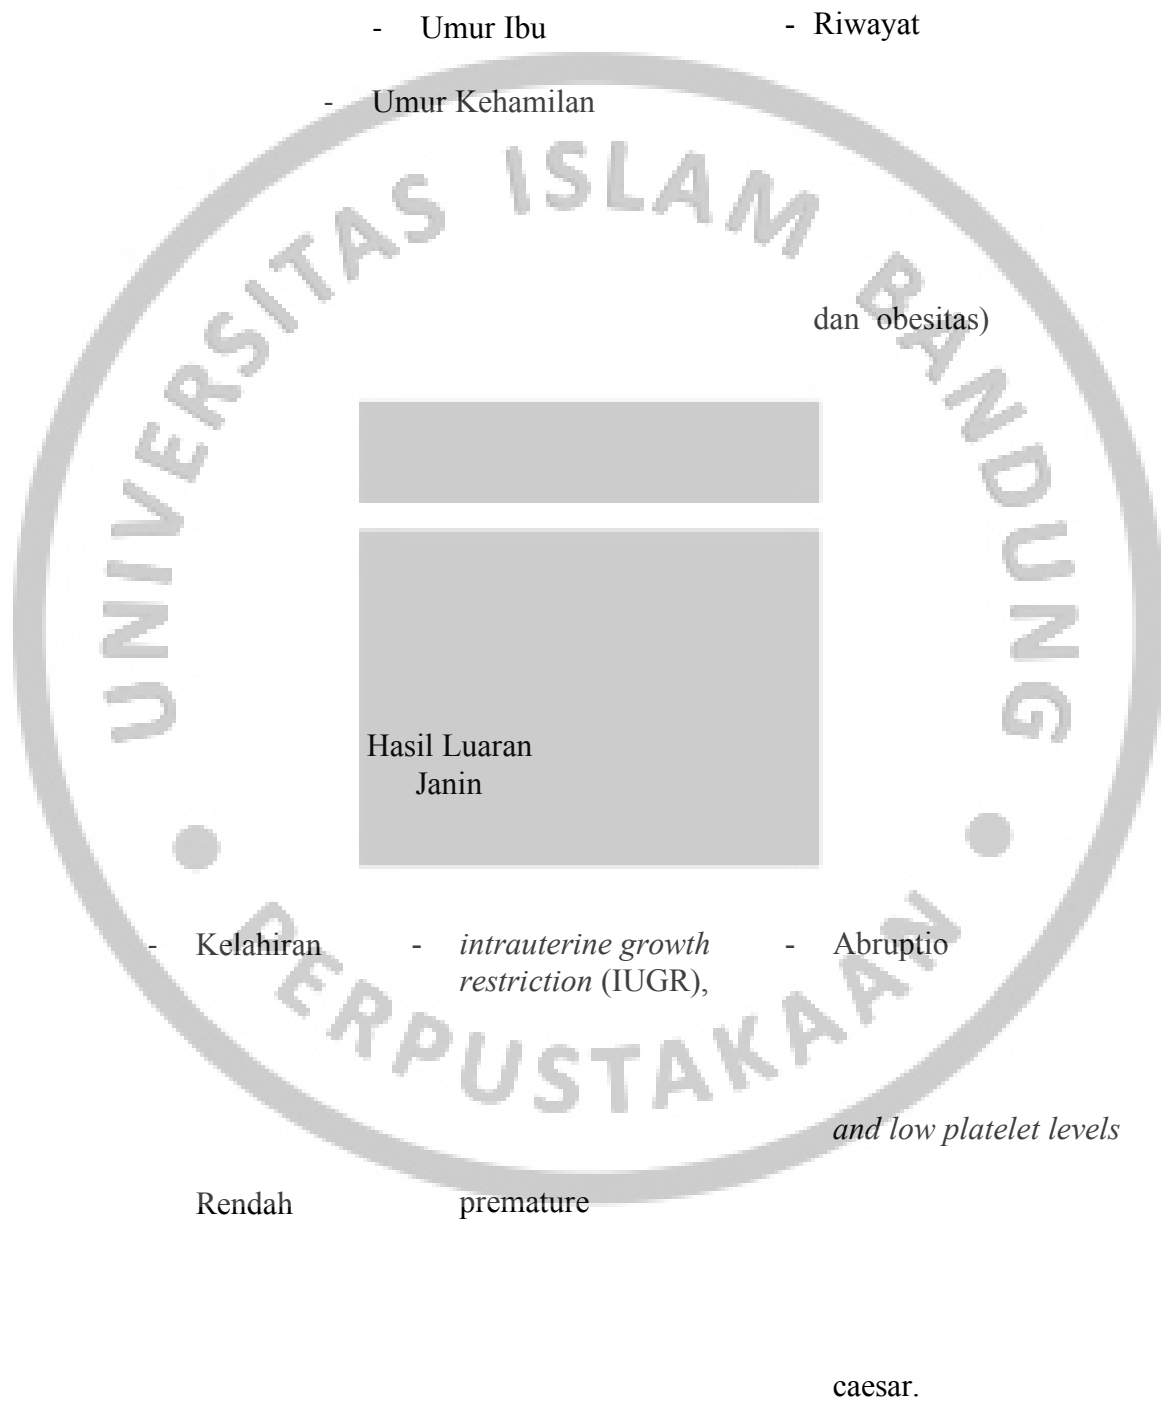 - Umur Ibu
- Riwayat
- Umur Kehamilan
UNIVERSITAS ISLAM BANDUNG
dan obesitas)
Hasil Luaran
Janin
- Kelahiran
- intrauterine growth
restriction (IUGR),
- Abruptio
PERPUSTAKAAN
and low platelet levels
Rendah
premature
caesar.